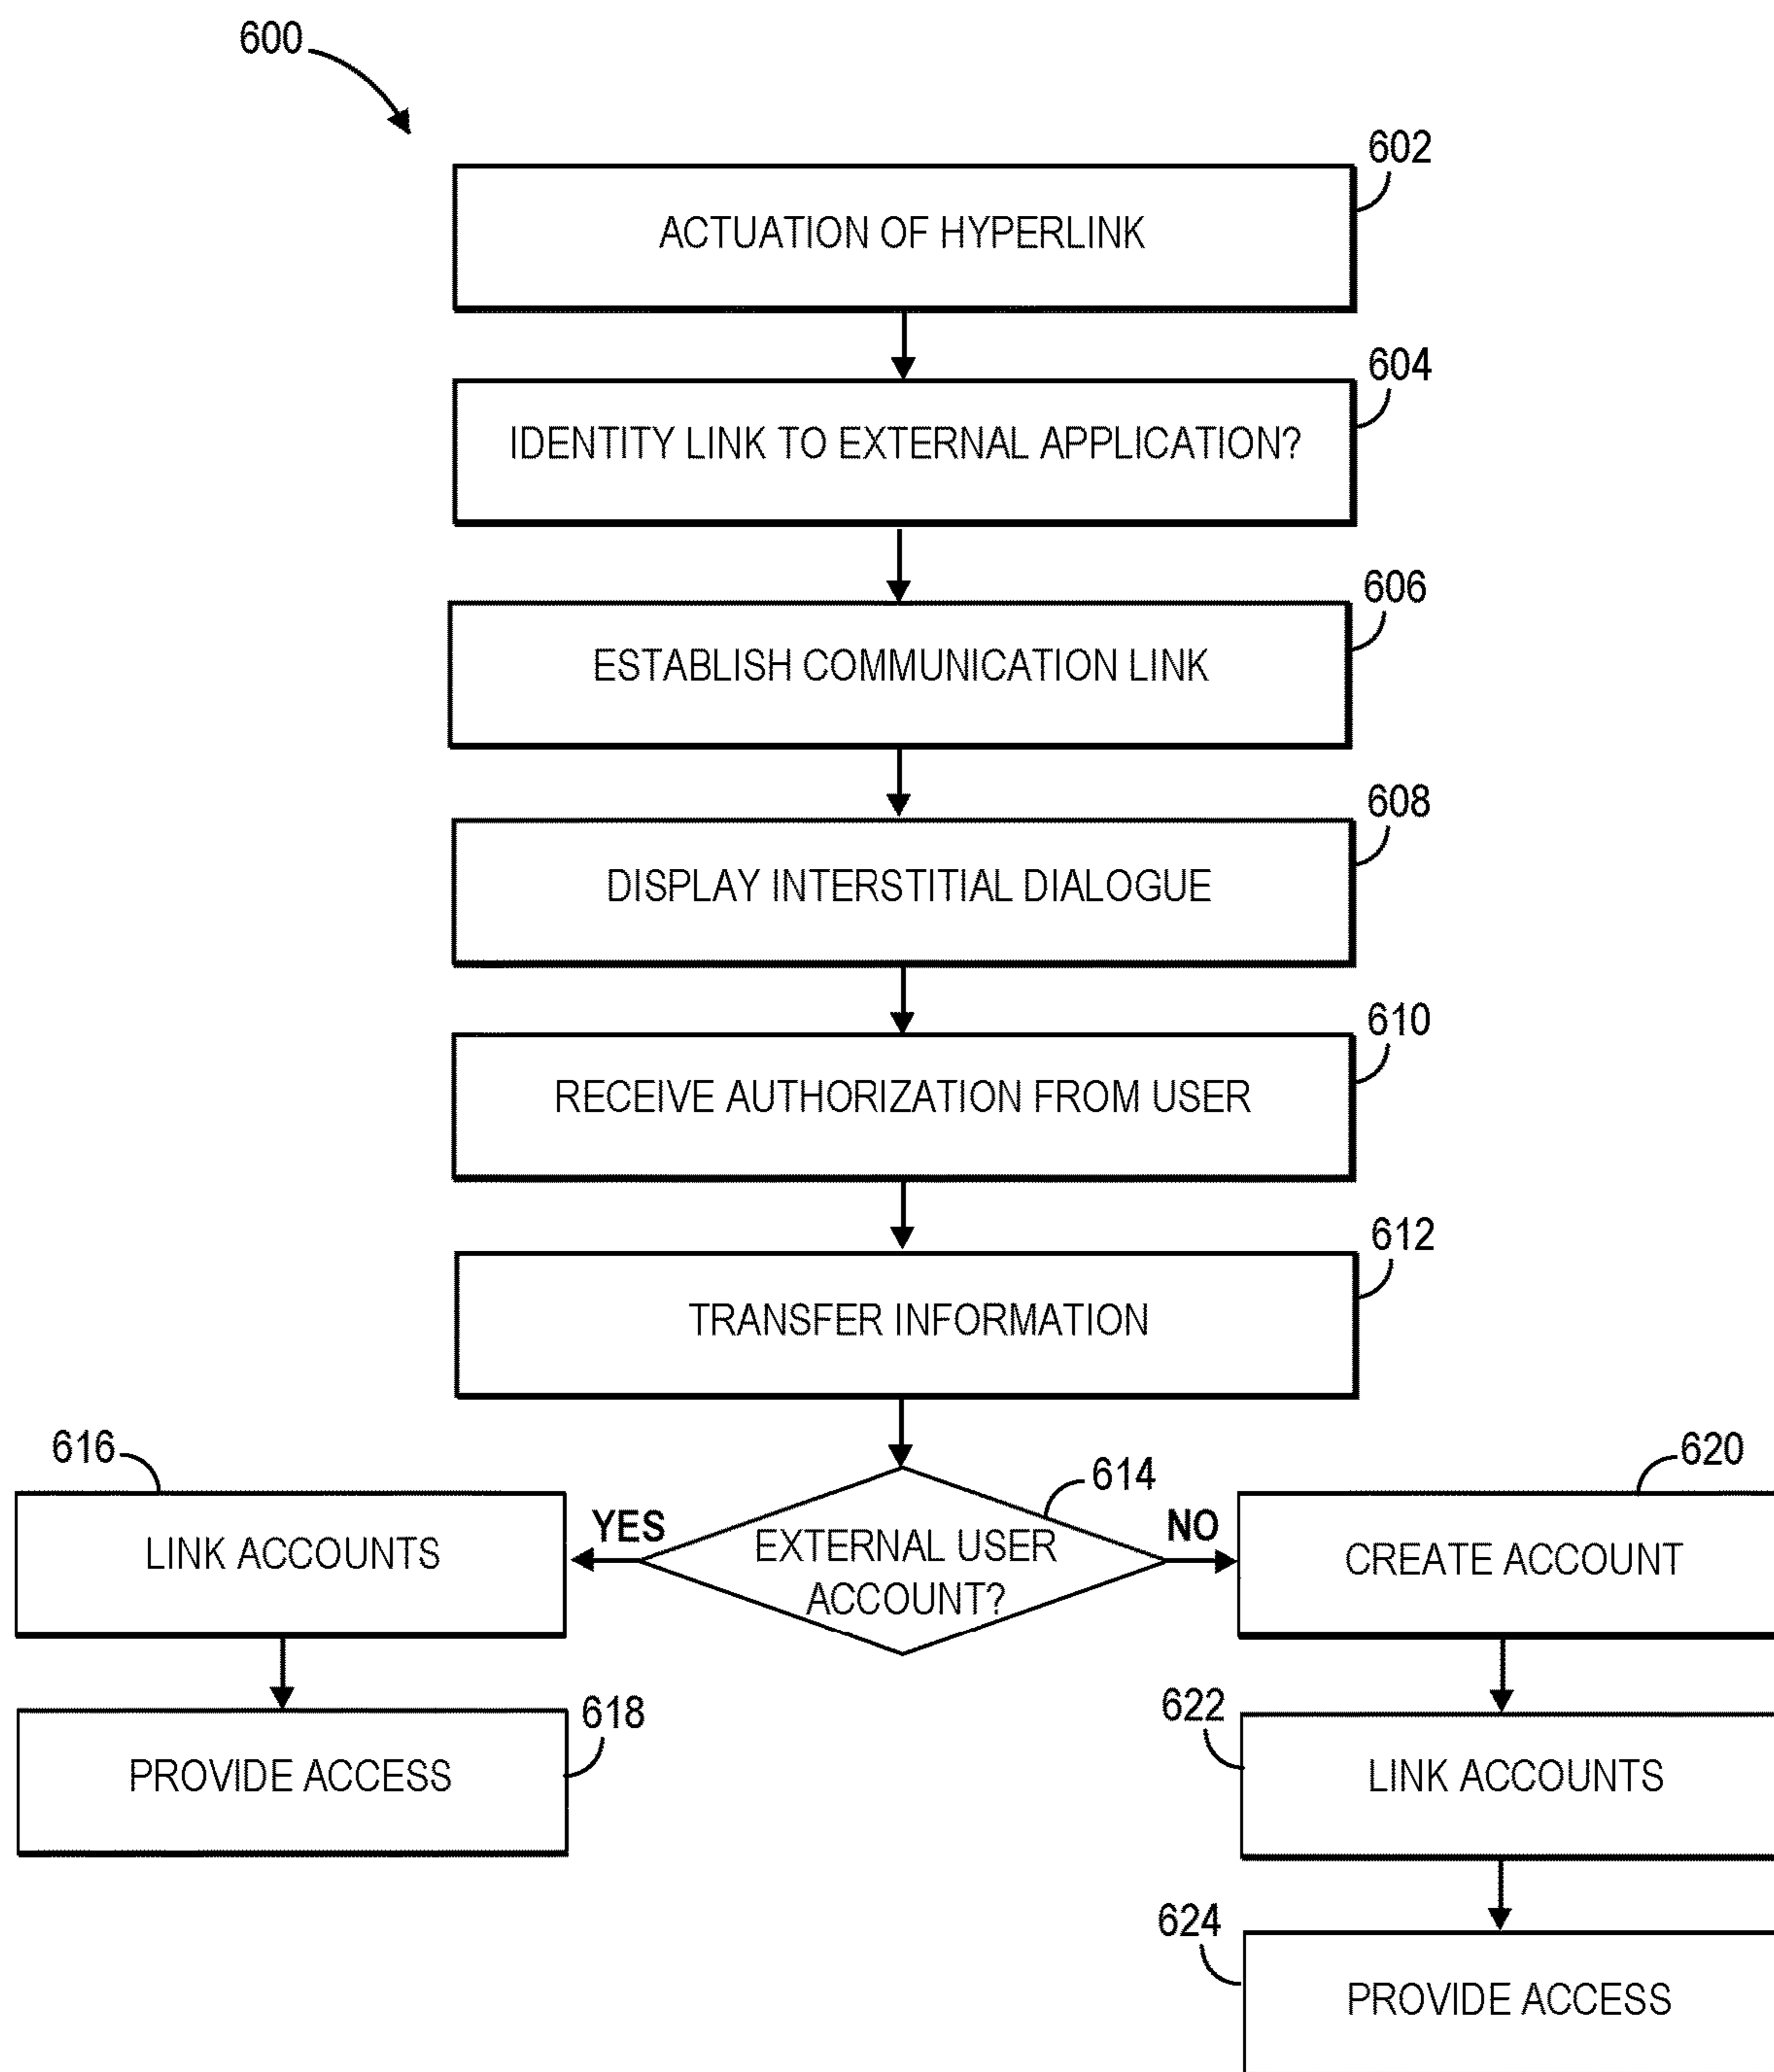 600
602
ACTUATION OF HYPERLINK
604
IDENTITY LINK TO EXTERNAL APPLICATION?
606
ESTABLISH COMMUNICATION LINK
608
DISPLAY INTERSTITIAL DIALOGUE
610
RECEIVE AUTHORIZATION FROM USER
612
TRANSFER INFORMATION
614
EXTERNAL USER
ACCOUNT?
YES
616
LINK ACCOUNTS
618
PROVIDE ACCESS
NO
620
CREATE ACCOUNT
622
LINK ACCOUNTS
624
PROVIDE ACCESS